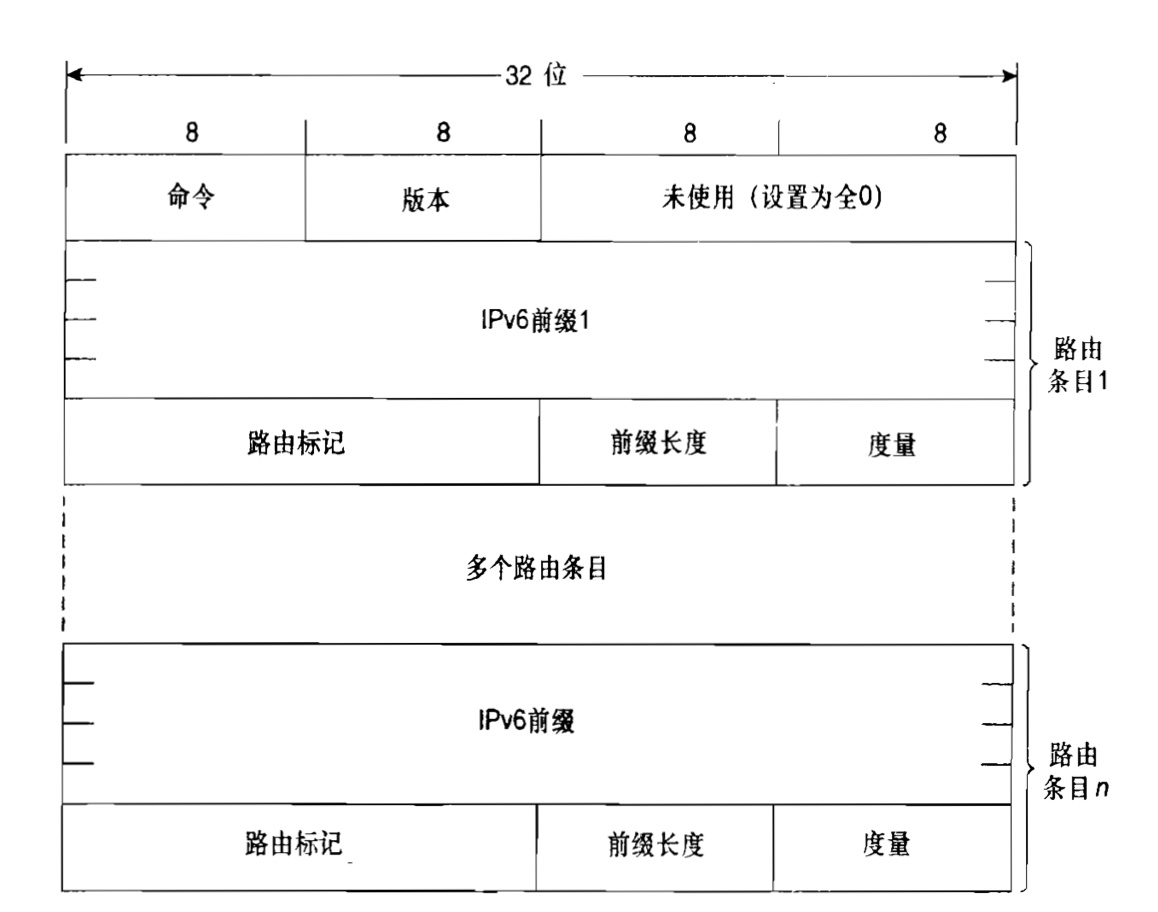 32 位
8 8 8 8
命令 版本 未使用（设置为全0）
IPv6前缀1
路由
条目1
路由标记 前缀长度 度量
多个路由条目
IPv6前缀
路由
条目n
路由标记 前缀长度 度量